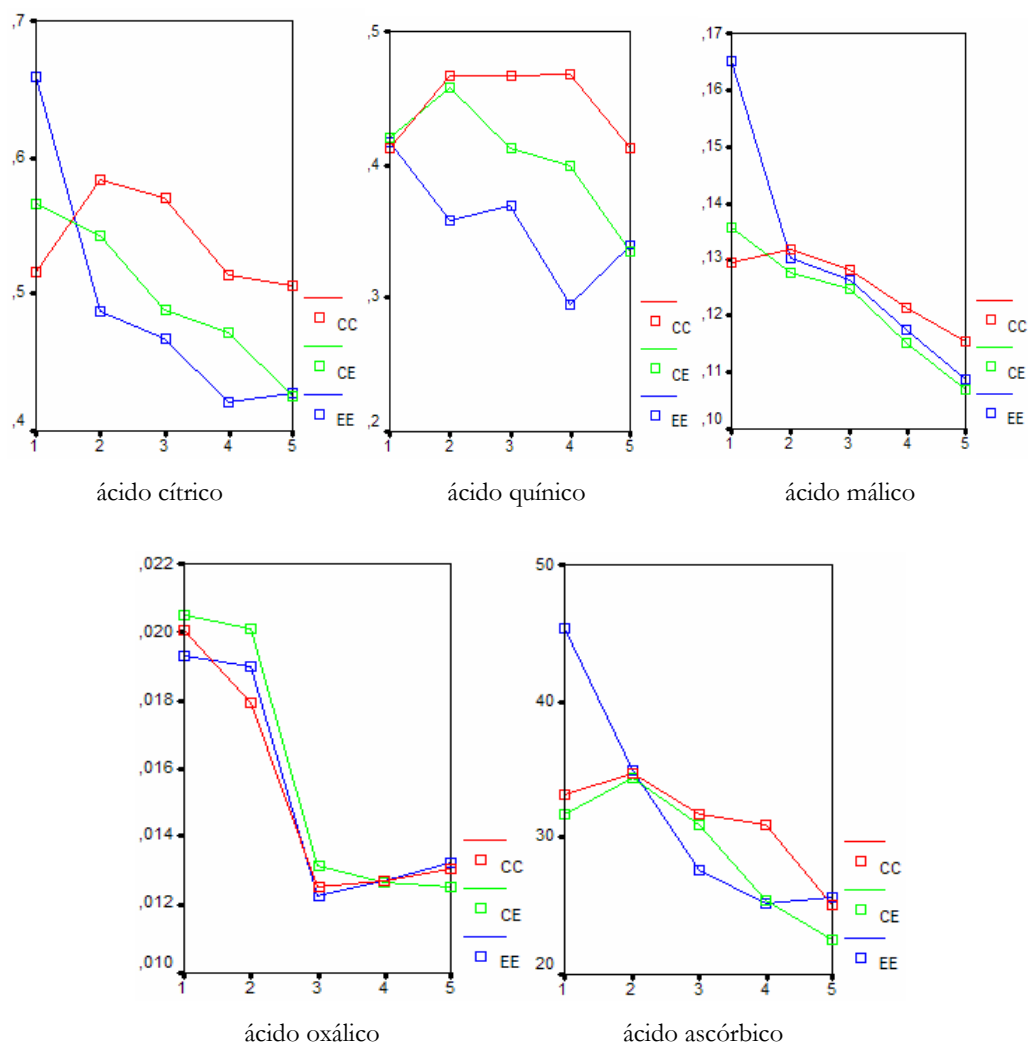 ,7
,6
,5
,4
1 2 3 4 5
CC
CE
EE
ácido cítrico
,5
,4
,3
,2
1 2 3 4 5
CC
CE
EE
ácido quínico
,17
,16
,15
,14
,13
,12
,11
,10
1 2 3 4 5
CC
CE
EE
ácido málico
,022
,020
,018
,016
,014
,012
,010
1 2 3 4 5
CC
CE
EE
ácido oxálico
50
40
30
20
1 2 3 4 5
CC
CE
EE
ácido ascórbico